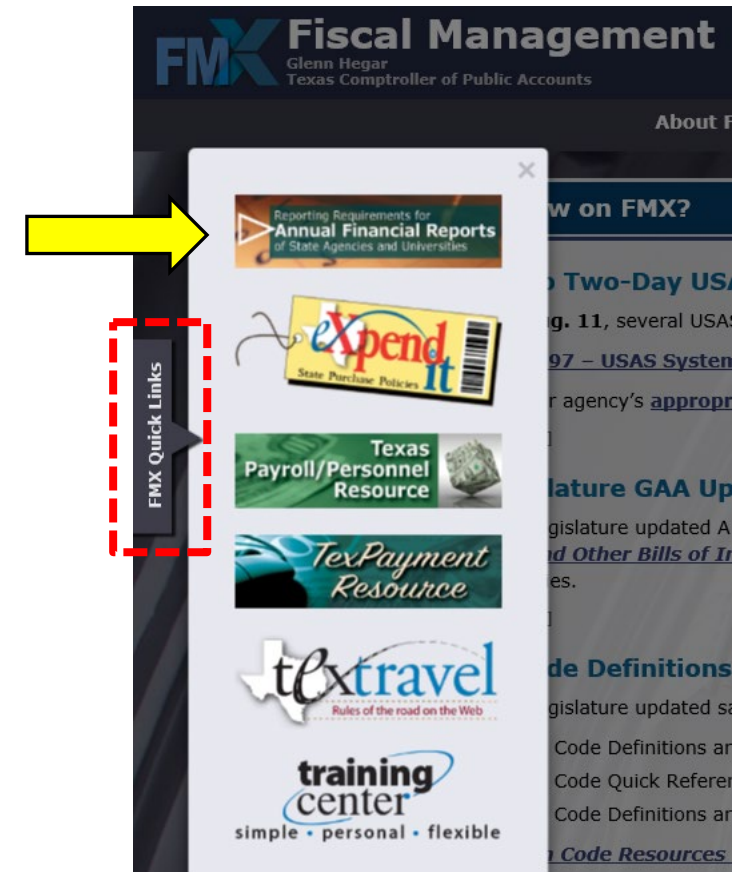 FMX Fiscal Management
Glenn Hegar
Texas Comptroller of Public Accounts
About F
×
Reporting Requirements for
Annual Financial Reports
of State Agencies and Universities
eXpend it
State Purchase Policies
FMX Quick Links
Texas
Payroll/Personnel
Resource
TexPayment
Resource
textravel
Rules of the road on the Web
training
center
simple • personal • flexible
w on FMX?
Two-Day USA
g. 11, several USAS
97 – USAS System
r agency's appropr
]
lature GAA Up
gislature updated A
nd Other Bills of In
es.
]
de Definitions
gislature updated sa
Code Definitions an
Code Quick Referen
Code Definitions an
n Code Resources